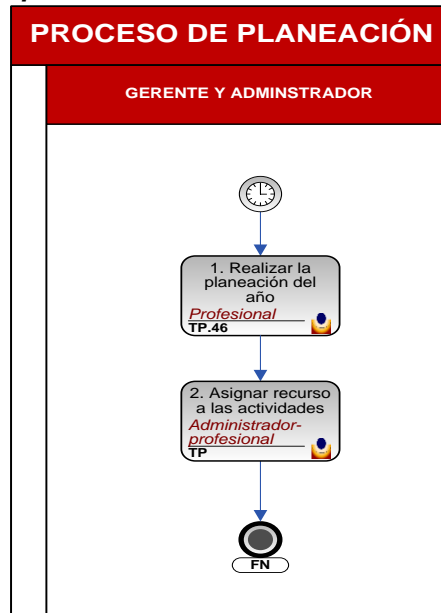 PROCESO DE PLANEACIÓN
GERENTE Y ADMINSTRADOR
1. Realizar la
planeación del
año
Profesional
TP.46
2. Asignar recurso
a las actividades
Administrador-
profesional
TP
FN